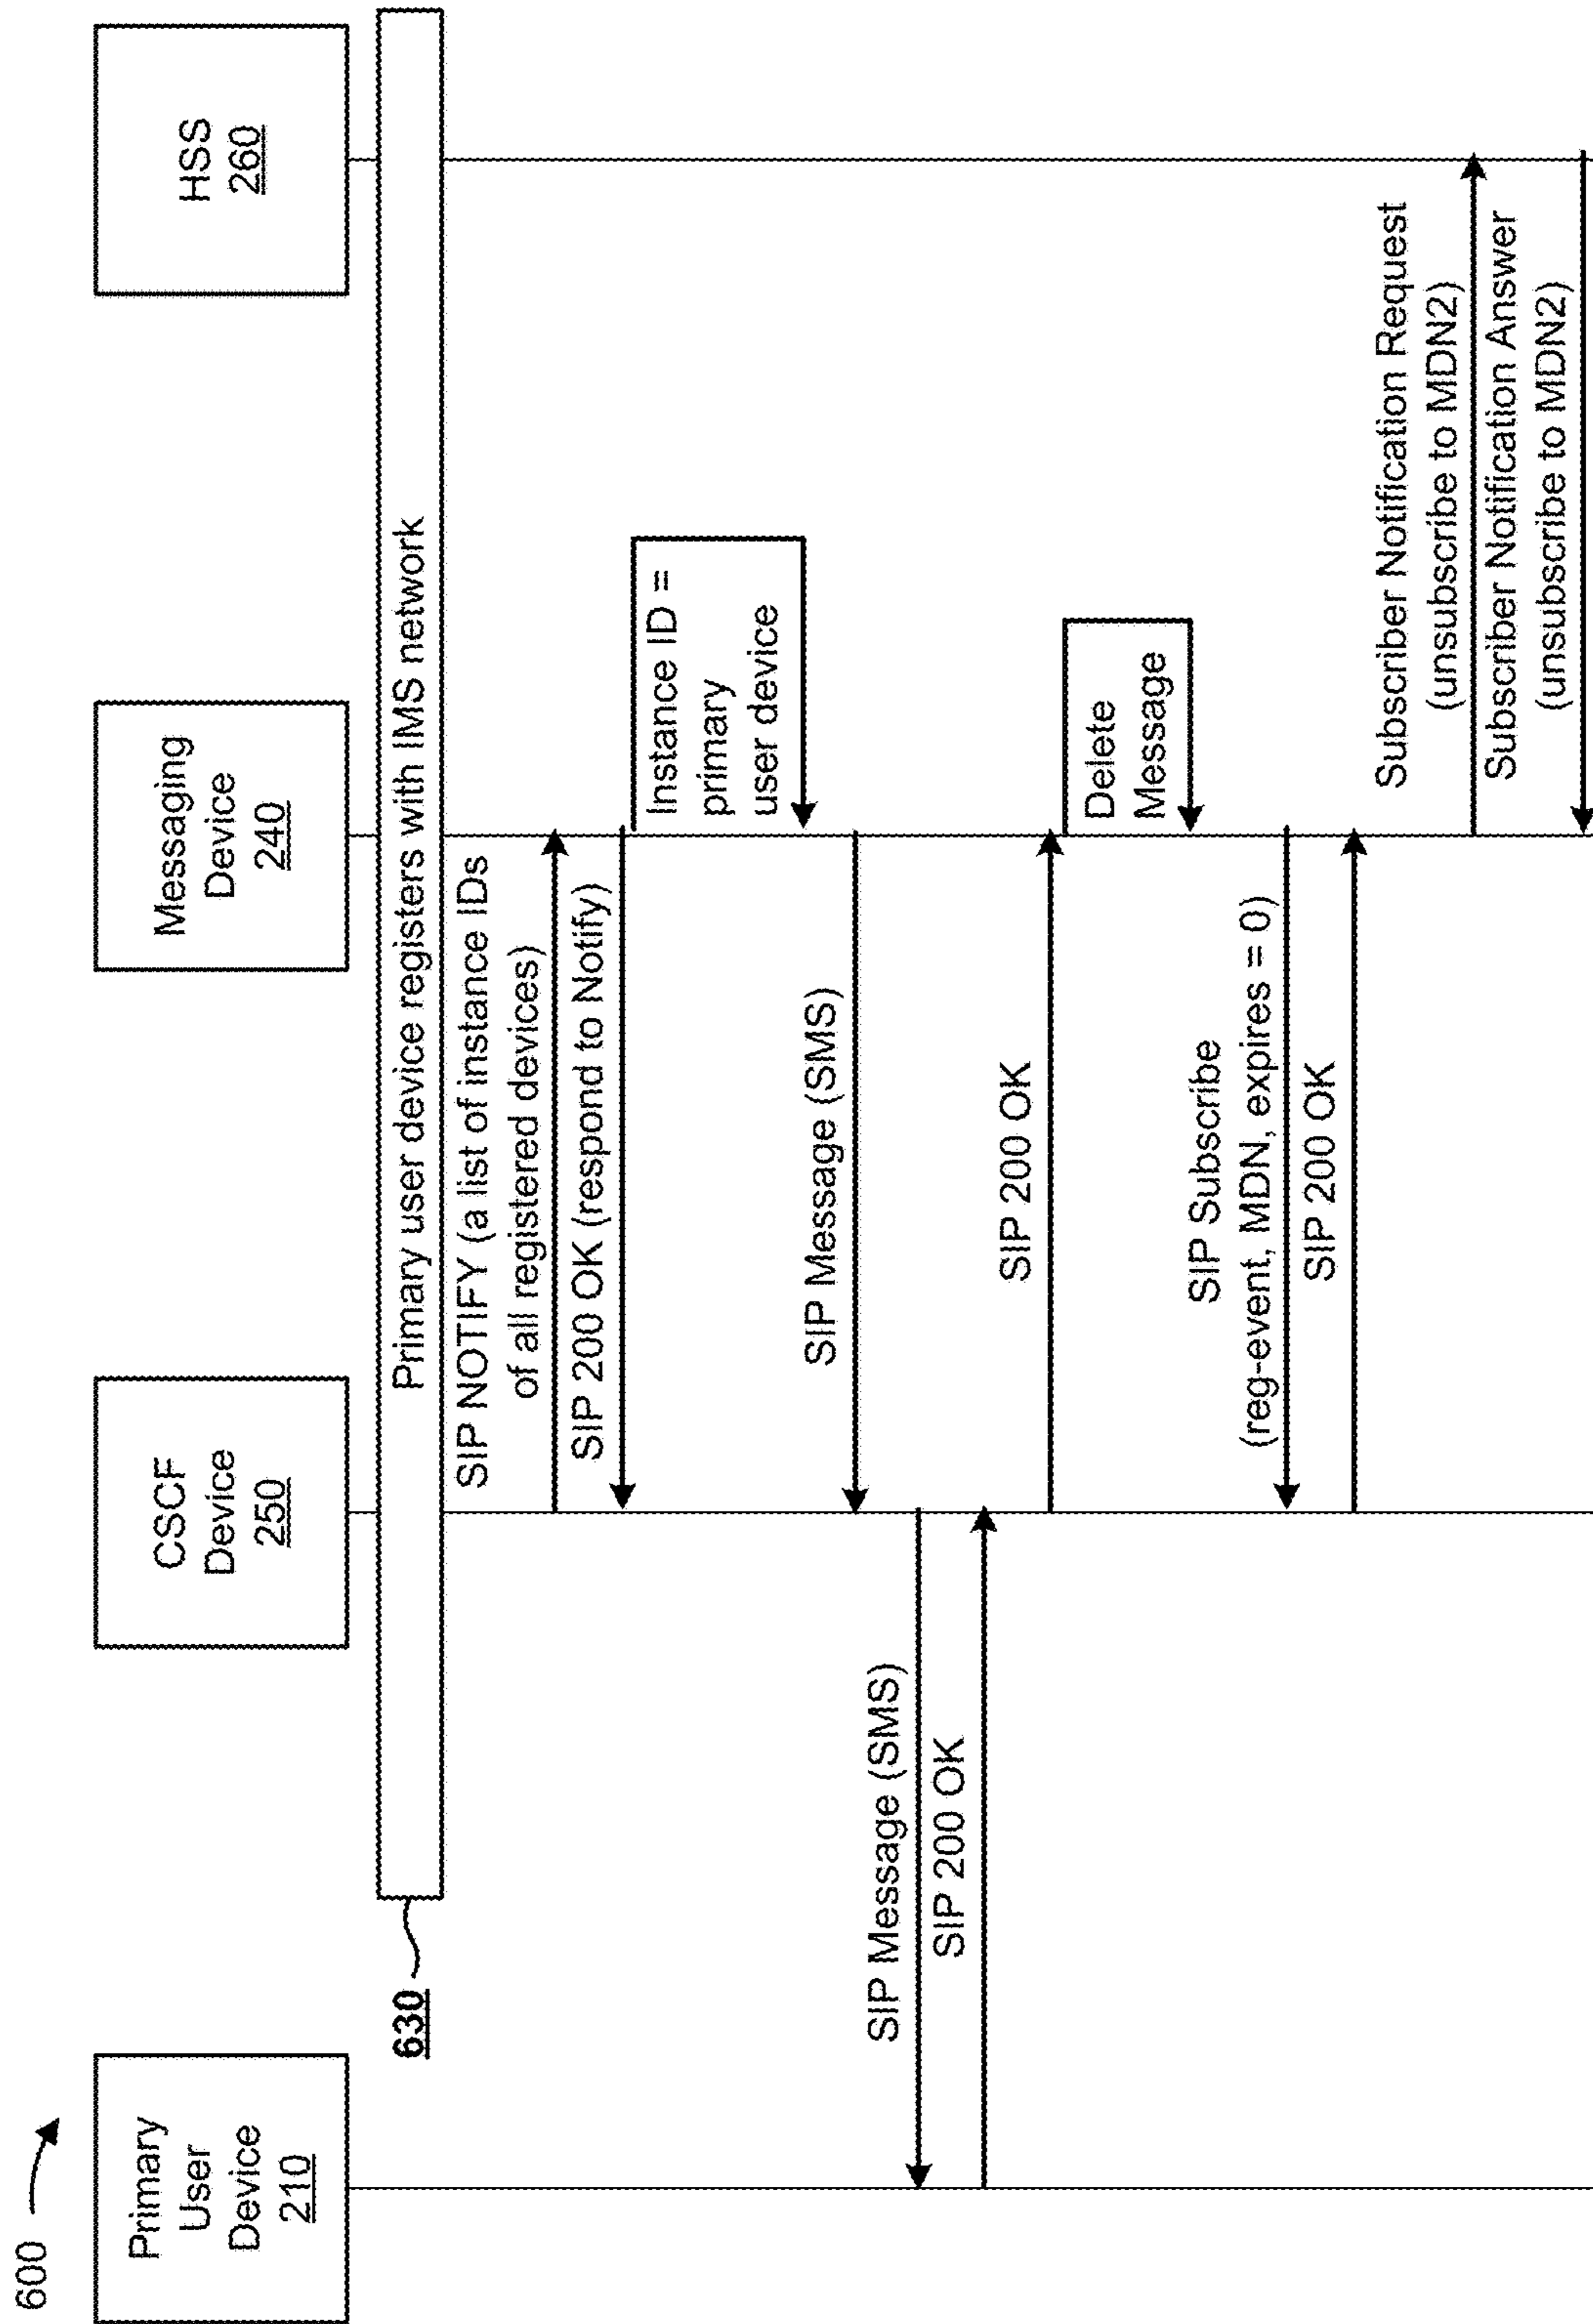 600
Primary
User
Device
210
CSCF
Device
250
Messaging
Device
240
HSS
260
630
Primary user device registers with IMS network
SIP NOTIFY (a list of instance IDs
of all registered devices)
SIP 200 OK (respond to Notify)
Instance ID =
primary
user device
SIP Message (SMS)
SIP Message (SMS)
SIP 200 OK
SIP 200 OK
Delete
Message
SIP Subscribe
(reg-event, MDN, expires = 0)
SIP 200 OK
Subscriber Notification Request
(unsubscribe to MDN2)
Subscriber Notification Answer
(unsubscribe to MDN2)